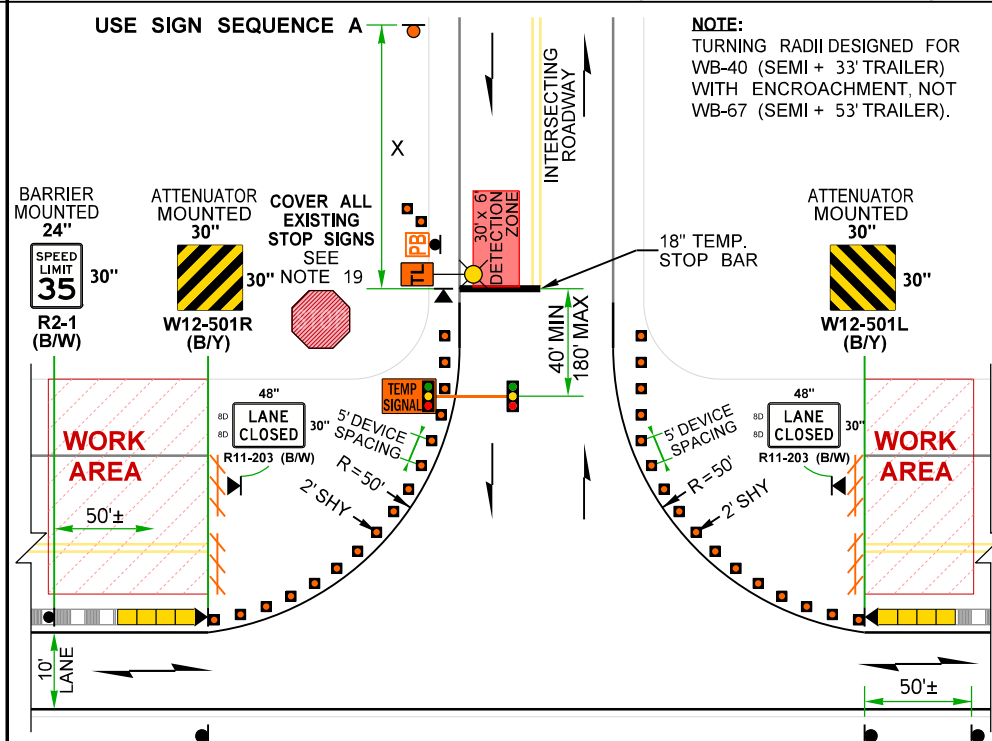 USE SIGN SEQUENCE A
NOTE:
TURNING RADII DESIGNED FOR
WB-40 (SEMI + 33' TRAILER)
WITH ENCROACHMENT, NOT
WB-67 (SEMI + 53' TRAILER).
INTERSECTING
ROADWAY
X
BARRIER
MOUNTED
24"
SPEED
LIMIT
35
30"
R2-1
(B/W)
ATTENUATOR
MOUNTED
30"
30"
W12-501R
(B/Y)
COVER ALL
EXISTING
STOP SIGNS
SEE
NOTE 19
STOP
PB
TL
30' x 6'
DETECTION
ZONE
18" TEMP.
STOP BAR
ATTENUATOR
MOUNTED
30"
30"
W12-501L
(B/Y)
40' MIN
180' MAX
TEMP
SIGNAL
WORK
AREA
48"
8D
8D
LANE
CLOSED
30"
R11-203 (B/W)
5' DEVICE
SPACING
R=50'
2' SHY
5' DEVICE
SPACING
R=50'
2' SHY
48"
8D
8D
LANE
CLOSED
30"
R11-203 (B/W)
WORK
AREA
50'±
10'
LANE
50'±